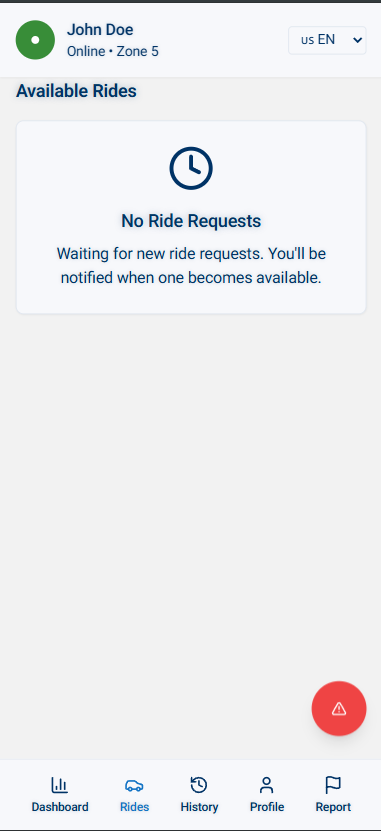 John Doe
Online • Zone 5
us EN
Available Rides
No Ride Requests
Waiting for new ride requests. You'll be
notified when one becomes available.
Dashboard
Rides
History
Profile
Report